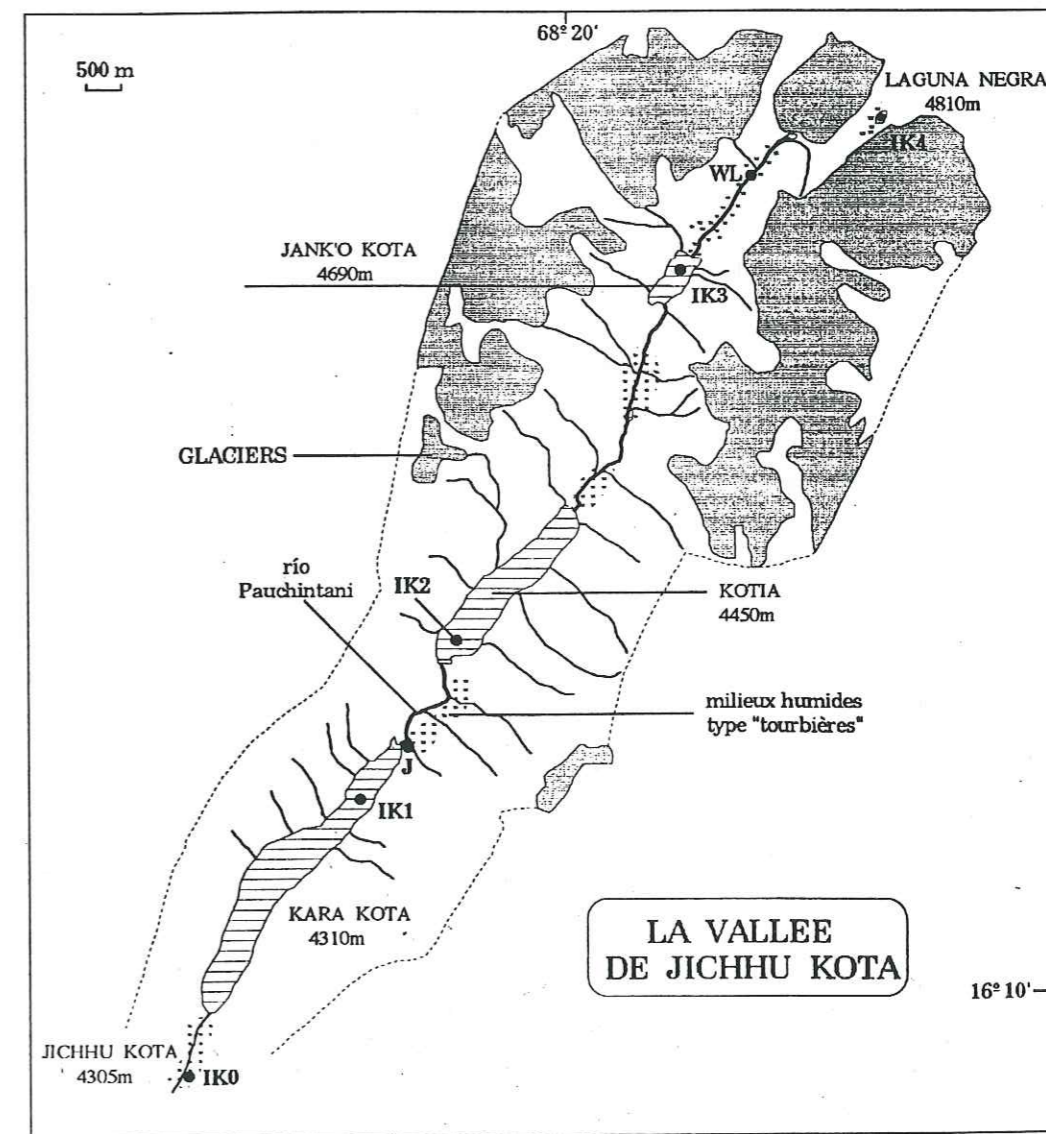 68º 20'
500 m
LAGUNA NEGRA
4810m
IK4
WL
JANK'O KOTA
4690m
IK3
GLACIERS
río
Pauchintani
IK2
KOTIA
4450m
milieux humides
type "tourbières"
J
IK1
KARA KOTA
4310m
LA VALLEE
DE JICHHU KOTA
16º 10'
JICHHU KOTA
4305m
IK0